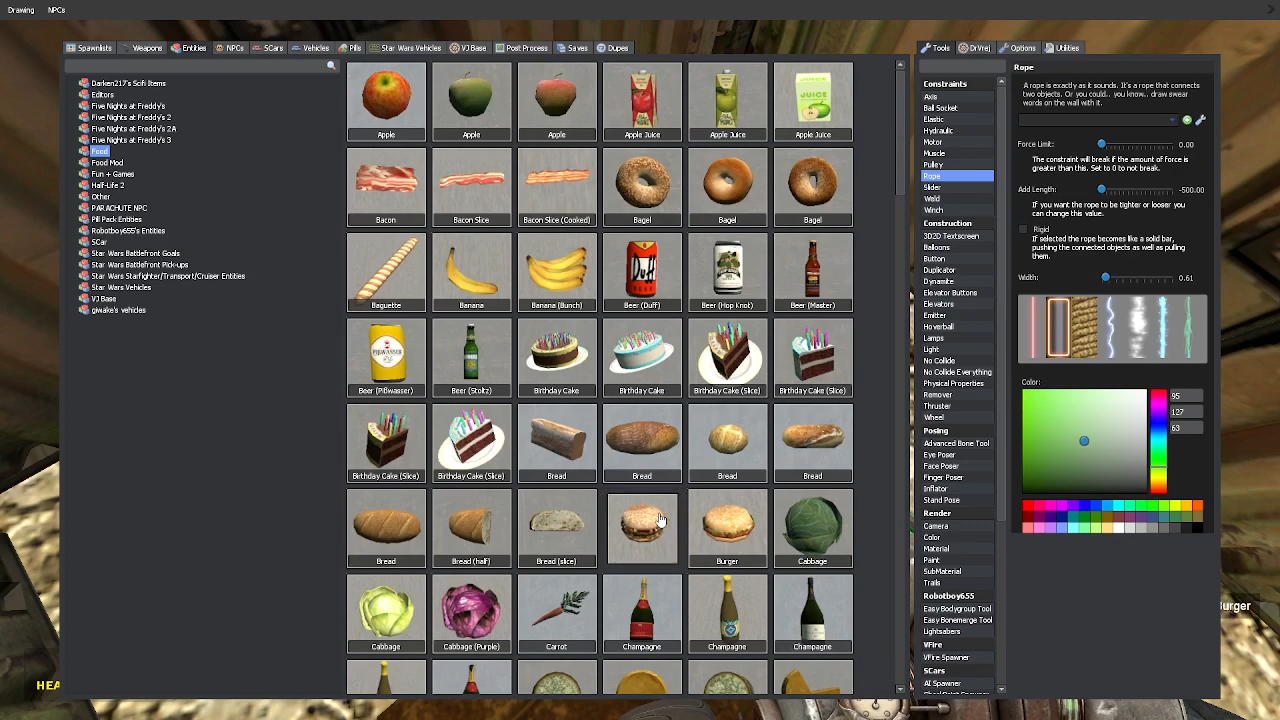 Drawing NPCs
Spawnlists Weapons Entities NPCs SCars Vehicles Pills Star Wars Vehicles VJ Base Post Process Saves Dupes
Darken217's SciFi Items
Editors
Five Nights at Freddy's
Five Nights at Freddy's 2
Five Nights at Freddy's 2A
Five Nights at Freddy's 3
Food
Food Mod
Fun + Games
Half-Life 2
Other
PARACHUTE NPC
Pill Pack Entities
Robotboy655's Entities
SCar
Star Wars Battlefront Goals
Star Wars Battlefront Pick-ups
Star Wars Starfighter/Transport/Cruiser Entities
Star Wars Vehicles
VJ Base
giwake's vehicles
Apple Apple Apple Apple Juice Apple Juice Apple Juice
Bacon Bacon Slice Bacon Slice (Cooked) Bagel Bagel Bagel
Baguette Banana Banana (Bunch) Beer (Duff) Beer (Hop Knot) Beer (Master)
Beer (Pißwasser) Beer (Stoltz) Birthday Cake Birthday Cake Birthday Cake (Slice) Birthday Cake (Slice)
Birthday Cake (Slice) Birthday Cake (Slice) Bread Bread Bread Bread
Bread Bread (half) Bread (slice) Burger Cabbage
Cabbage Cabbage (Purple) Carrot Champagne Champagne Champagne
Tools DrVrej Options Utilities
Constraints
Axis
Ball Socket
Elastic
Hydraulic
Motor
Muscle
Pulley
Rope
Slider
Weld
Winch
Construction
3D2D Textscreen
Balloons
Button
Duplicator
Dynamite
Elevator Buttons
Elevators
Emitter
Hoverball
Lamps
Light
No Collide
No Collide Everything
Physical Properties
Remover
Thruster
Wheel
Posing
Advanced Bone Tool
Eye Poser
Face Poser
Finger Poser
Inflator
Stand Pose
Render
Camera
Color
Material
Paint
SubMaterial
Trails
Robotboy655
Easy Bodygroup Tool
Easy Bonemerge Tool
Lightsabers
VFire
VFire Spawner
SCars
AI Spawner
Rope
A rope is exactly as it sounds. It's a rope that connects
two objects. Or you could.. you know.. draw swear
words on the wall with it.
Force Limit: 0.00
The constraint will break if the amount of force is
greater than this. Set to 0 to not break.
Add Length: -500.00
If you want the rope to be tighter or looser you
can change this value.
Rigid
If selected the rope becomes like a solid bar,
pushing the connected objects as well as pulling
them.
Width: 0.61
Color:
95
127
63
Burger
HEA